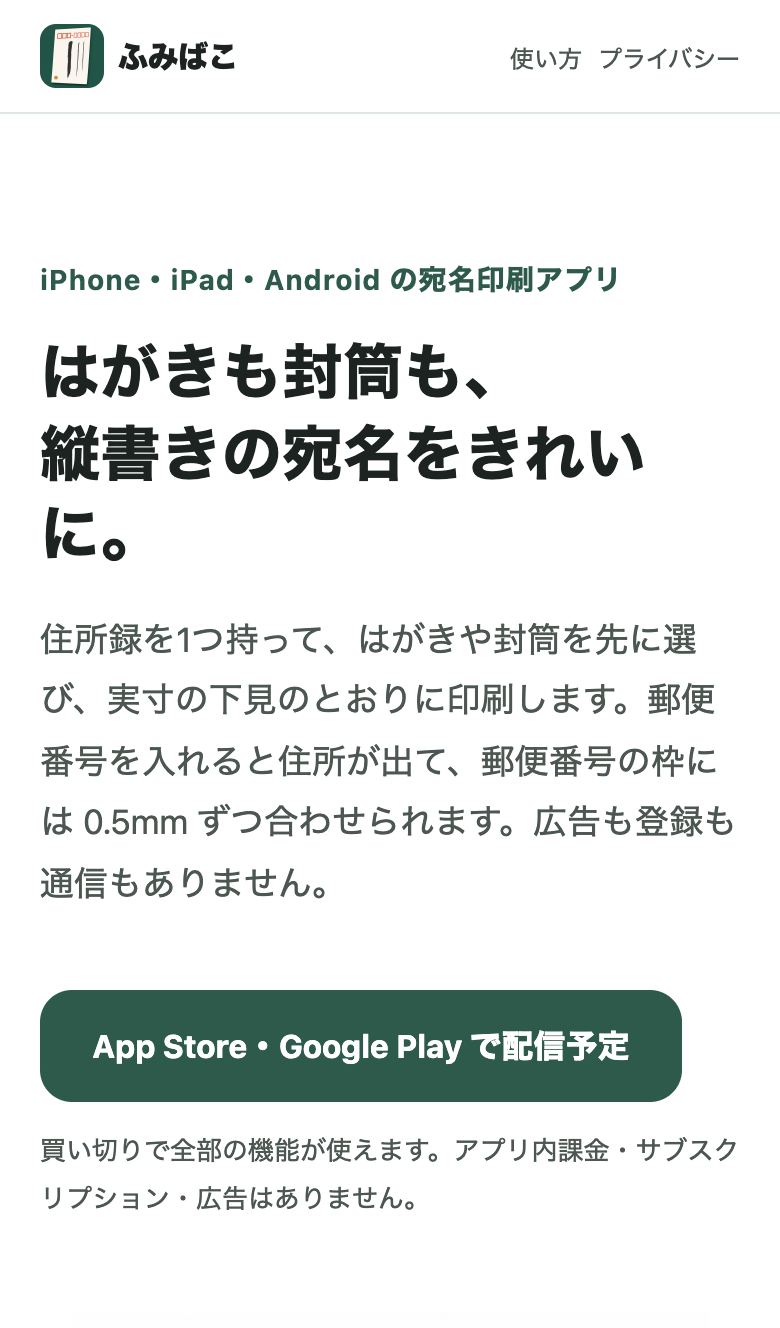 ふみばこ
使い方 プライバシー
iPhone・iPad・Android の宛名印刷アプリ
はがきも封筒も、
縦書きの宛名をきれい
に。
住所録を1つ持って、はがきや封筒を先に選
び、実寸の下見のとおりに印刷します。郵便
番号を入れると住所が出て、郵便番号の枠に
は 0.5mm ずつ合わせられます。広告も登録も
通信もありません。
App Store・Google Play で配信予定
買い切りで全部の機能が使えます。アプリ内課金・サブスク
リプション・広告はありません。